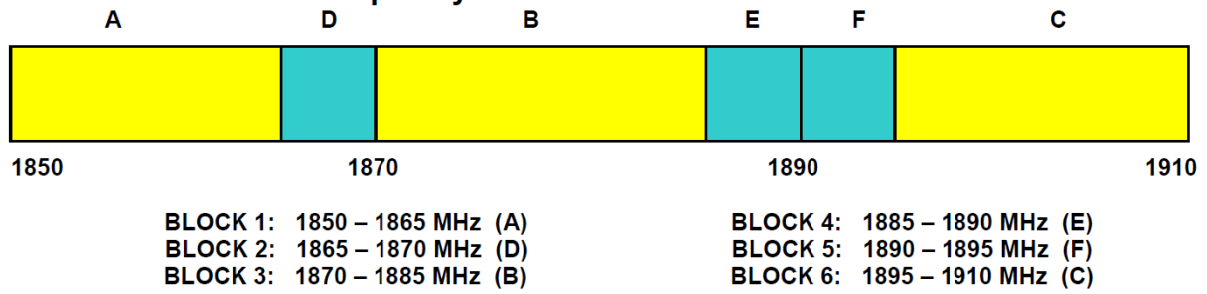 A D B E F C
1850 1870 1890 1910
BLOCK 1: 1850 – 1865 MHz (A)
BLOCK 2: 1865 – 1870 MHz (D)
BLOCK 3: 1870 – 1885 MHz (B)
BLOCK 4: 1885 – 1890 MHz (E)
BLOCK 5: 1890 – 1895 MHz (F)
BLOCK 6: 1895 – 1910 MHz (C)